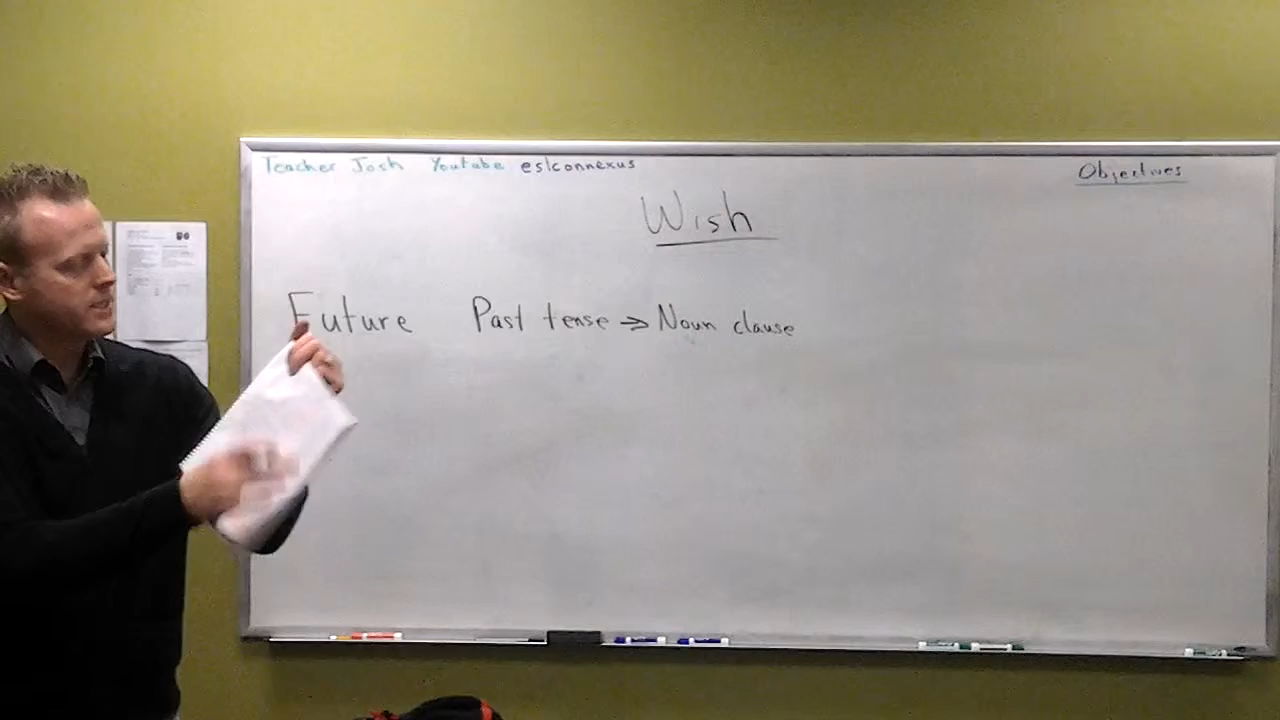 Teacher Josh Youtube eslconnexus
Objectives
Wish
Future Past tense → Noun clause